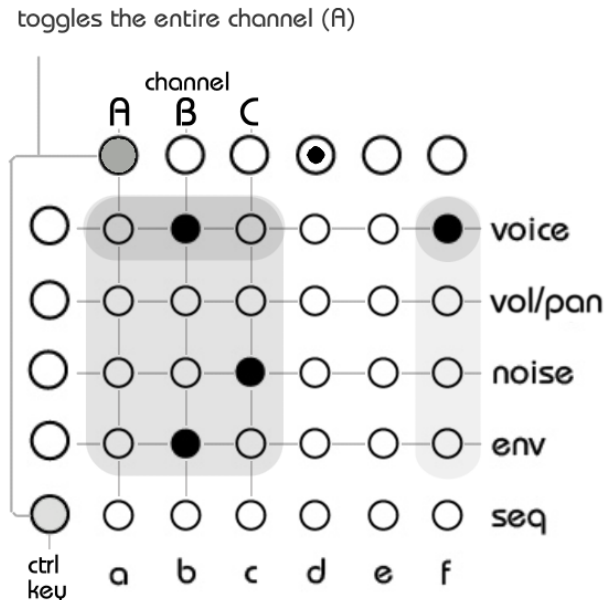 toggles the entire channel (A)
channel
A B C
voice
vol/pan
noise
env
seq
ctrl
key
a b c d e f